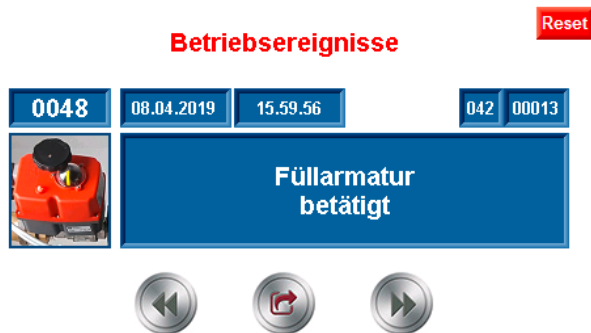 Reset
Betriebsereignisse
0048 08.04.2019 15.59.56 042 00013
Füllarmatur
betätigt